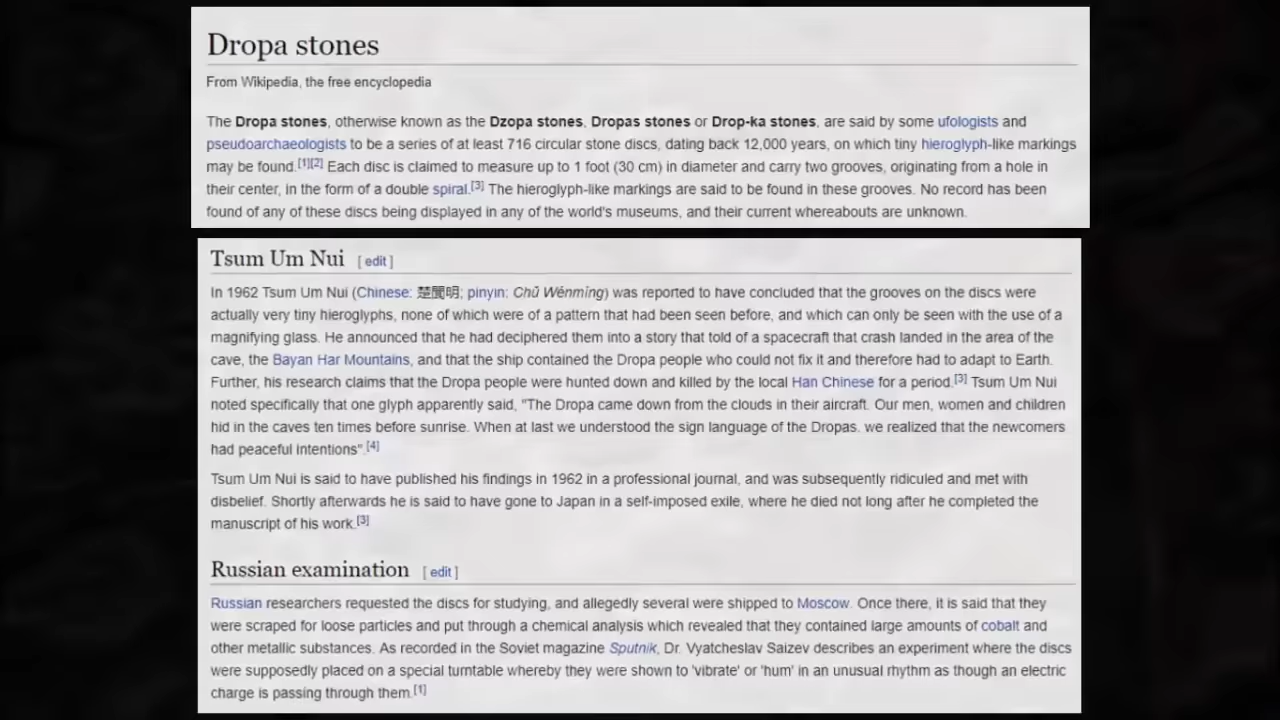 Dropa stones
From Wikipedia, the free encyclopedia
The Dropa stones, otherwise known as the Dzopa stones, Dropas stones or Drop-ka stones, are said by some ufologists and
pseudoarchaeologists to be a series of at least 716 circular stone discs, dating back 12,000 years, on which tiny hieroglyph-like markings
may be found.[1][2] Each disc is claimed to measure up to 1 foot (30 cm) in diameter and carry two grooves, originating from a hole in
their center, in the form of a double spiral.[3] The hieroglyph-like markings are said to be found in these grooves. No record has been
found of any of these discs being displayed in any of the world's museums, and their current whereabouts are unknown.
Tsum Um Nui [ edit ]
In 1962 Tsum Um Nui (Chinese: 楚聞明; pinyin: Chǔ Wénmíng) was reported to have concluded that the grooves on the discs were
actually very tiny hieroglyphs, none of which were of a pattern that had been seen before, and which can only be seen with the use of a
magnifying glass. He announced that he had deciphered them into a story that told of a spacecraft that crash landed in the area of the
cave, the Bayan Har Mountains, and that the ship contained the Dropa people who could not fix it and therefore had to adapt to Earth.
Further, his research claims that the Dropa people were hunted down and killed by the local Han Chinese for a period.[3] Tsum Um Nui
noted specifically that one glyph apparently said, "The Dropa came down from the clouds in their aircraft. Our men, women and children
hid in the caves ten times before sunrise. When at last we understood the sign language of the Dropas, we realized that the newcomers
had peaceful intentions".[4]
Tsum Um Nui is said to have published his findings in 1962 in a professional journal, and was subsequently ridiculed and met with
disbelief. Shortly afterwards he is said to have gone to Japan in a self-imposed exile, where he died not long after he completed the
manuscript of his work.[3]
Russian examination [ edit ]
Russian researchers requested the discs for studying, and allegedly several were shipped to Moscow. Once there, it is said that they
were scraped for loose particles and put through a chemical analysis which revealed that they contained large amounts of cobalt and
other metallic substances. As recorded in the Soviet magazine Sputnik, Dr. Vyatcheslav Saizev describes an experiment where the discs
were supposedly placed on a special turntable whereby they were shown to 'vibrate' or 'hum' in an unusual rhythm as though an electric
charge is passing through them.[1]